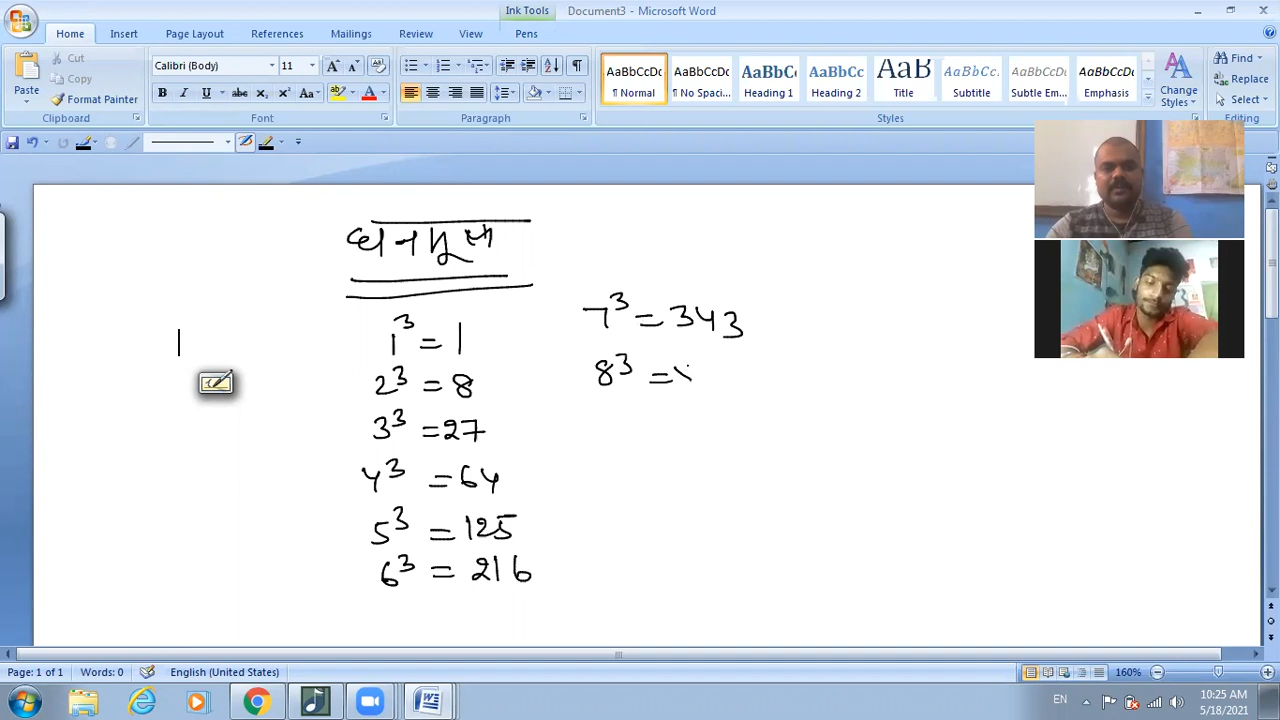 Ink Tools
Document3 - Microsoft Word
Home Insert Page Layout References Mailings Review View Pens
Paste
Cut
Copy
Format Painter
Clipboard
Calibri (Body) 11
Font
Paragraph
AaBbCcDc AaBbCcDc AaBbCc AaBbCc AaB AaBbCc. AaBbCcDc AaBbCcDc
¶ Normal ¶ No Spaci... Heading 1 Heading 2 Title Subtitle Subtle Em... Emphasis
Change Styles
Styles
Find
Replace
Select
Editing
घनमूल
1³ = 1
2³ = 8
3³ = 27
4³ = 64
5³ = 125
6³ = 216
7³ = 343
8³ =
Page: 1 of 1 Words: 0 English (United States) 160%
EN 10:25 AM
5/18/2021